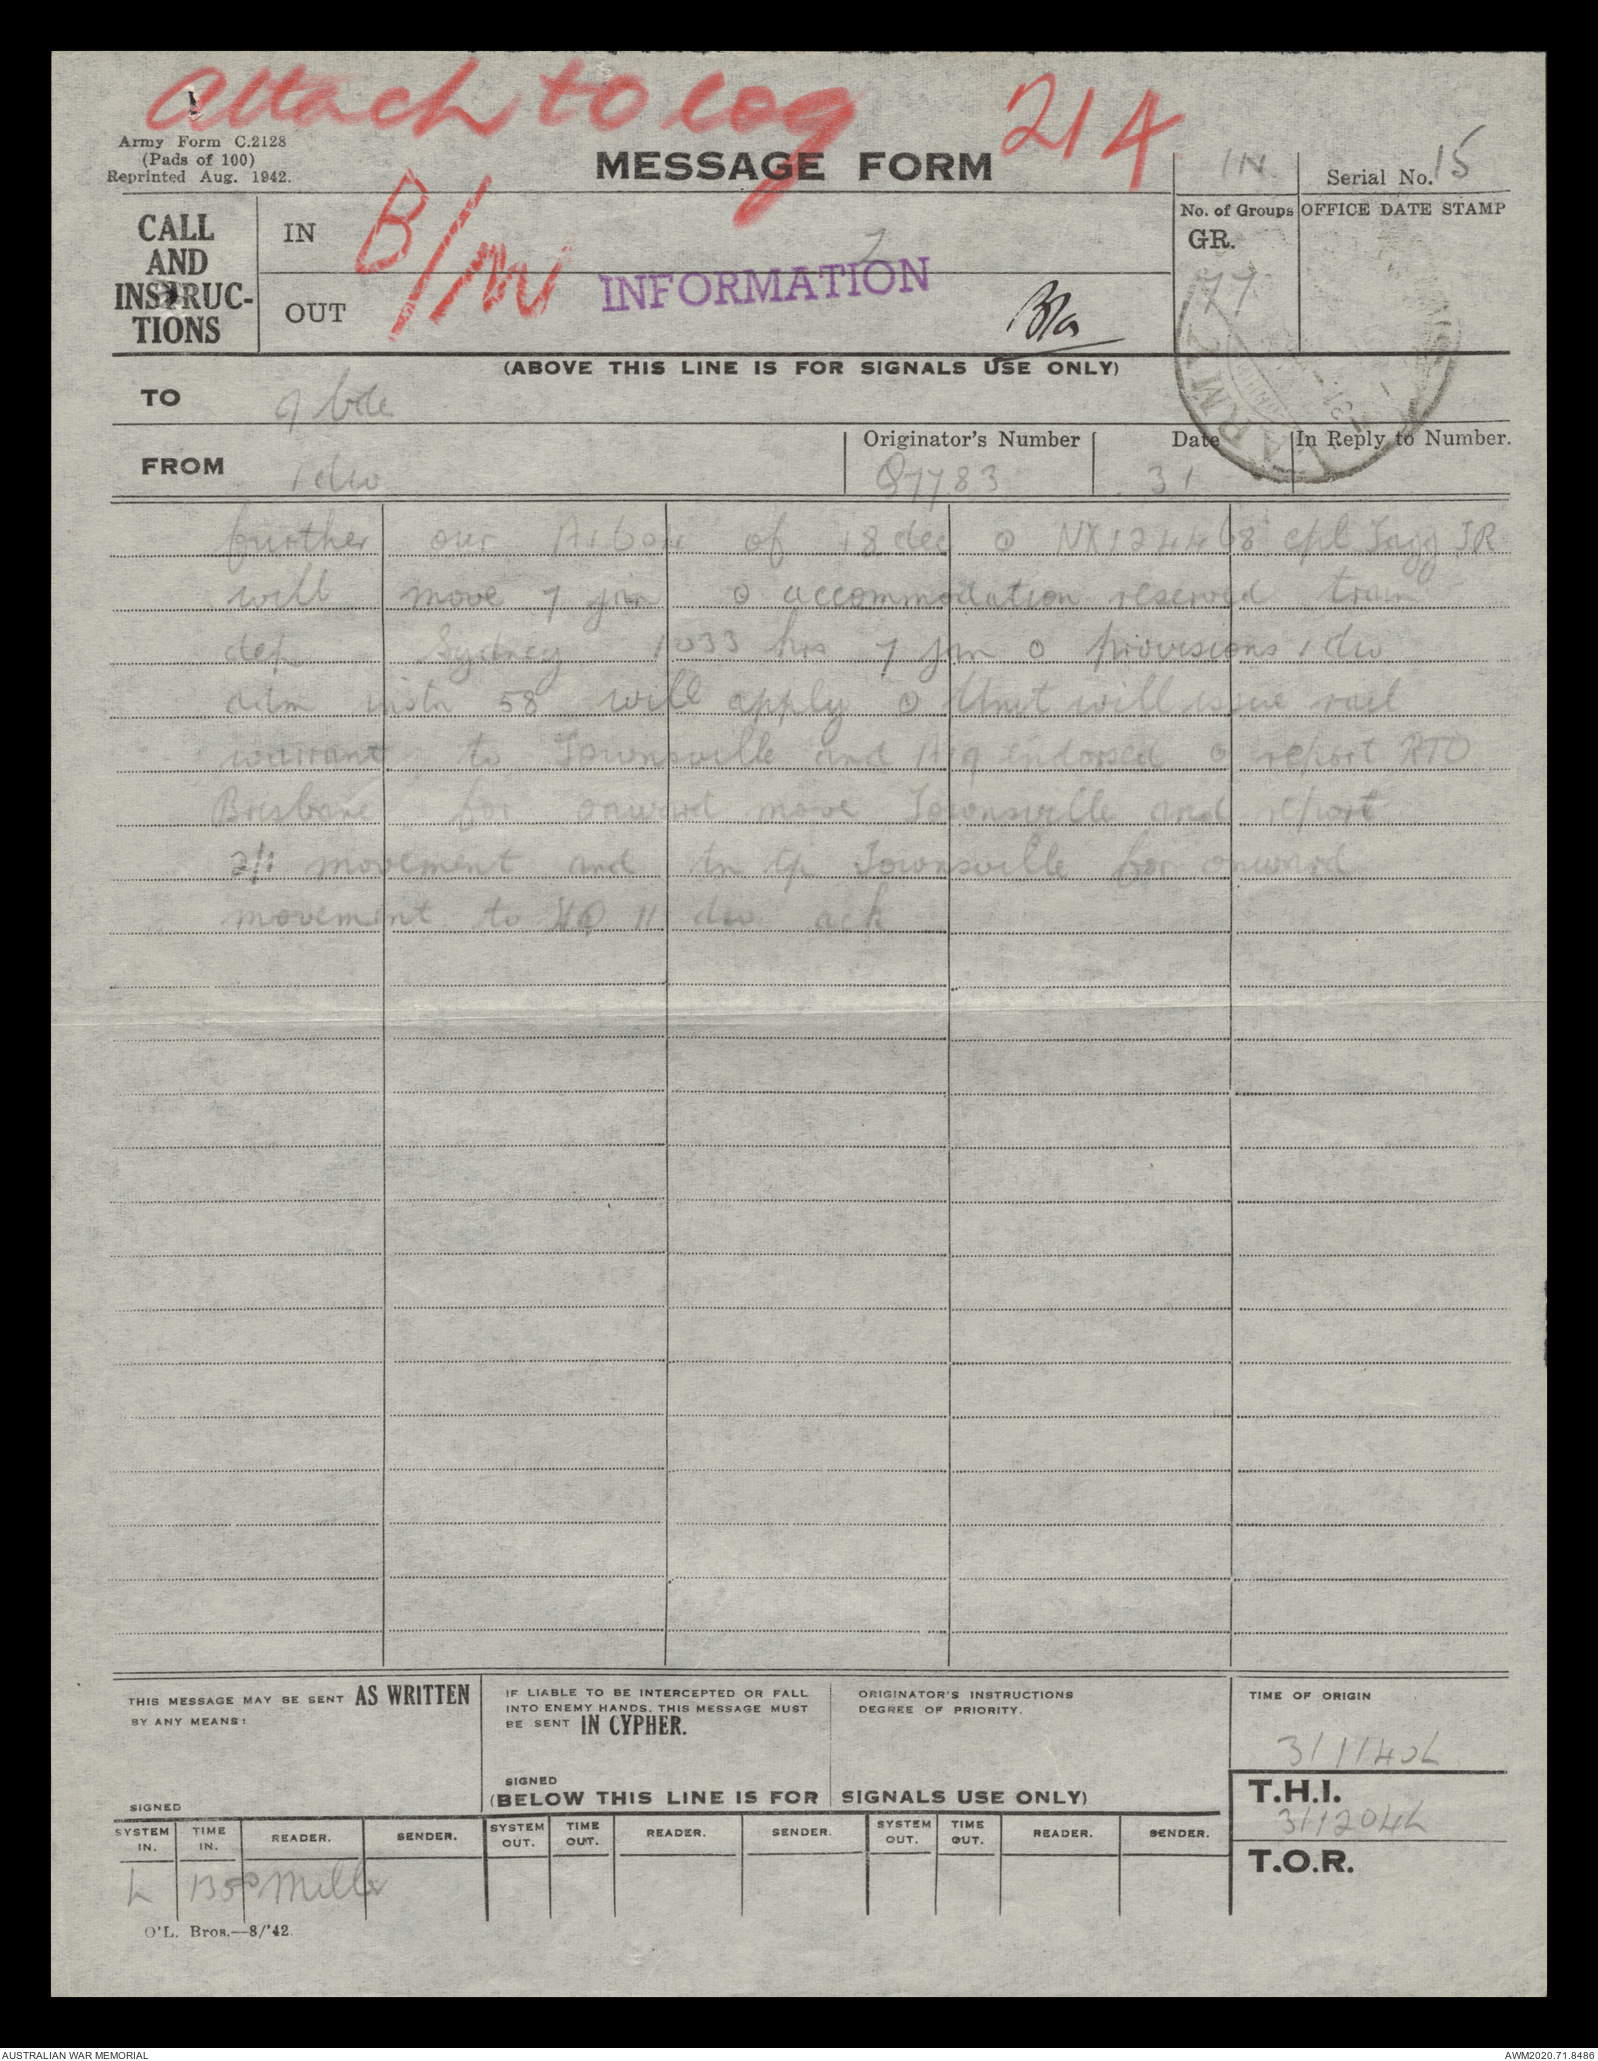 attach to log 214
Army Form C.2128
(Pads of 100)
Reprinted Aug. 1942.
MESSAGE FORM
IN
Serial No. 15
CALL
AND
INSTRUC-
TIONS
IN
OUT
B/M
2
INFORMATION
No. of Groups
GR.
77
OFFICE DATE STAMP
(ABOVE THIS LINE IS FOR SIGNALS USE ONLY)
TO 9 bde
FROM 1 div
Originator's Number
Q7783
Date
31
In Reply to Number.
further our of 18 dec o NX124468 cpl JR
will move 7 jan o accommodation reserved train
dep Sydney 1033 hrs 7 jan o provisions 1 div
adm instn 58 will apply o Unit will issue rail
warrant to Townsville and endorsed o report RTO
Brisbane for onward move Townsville and report
2/1 movement and tn gp Townsville for onward
movement to HQ 11 div ack
THIS MESSAGE MAY BE SENT AS WRITTEN
BY ANY MEANS:
SIGNED
IF LIABLE TO BE INTERCEPTED OR FALL
INTO ENEMY HANDS, THIS MESSAGE MUST
BE SENT IN CYPHER.
SIGNED
ORIGINATOR'S INSTRUCTIONS
DEGREE OF PRIORITY.
TIME OF ORIGIN
311140L
(BELOW THIS LINE IS FOR SIGNALS USE ONLY)
T.H.I.
311204L
T.O.R.
SYSTEM IN. TIME IN. READER. SENDER. SYSTEM OUT. TIME OUT. READER. SENDER. SYSTEM OUT. TIME OUT. READER. SENDER.
L 1350
O'L. Bros.—8/'42.
AUSTRALIAN WAR MEMORIAL
AWM2020.71.8486